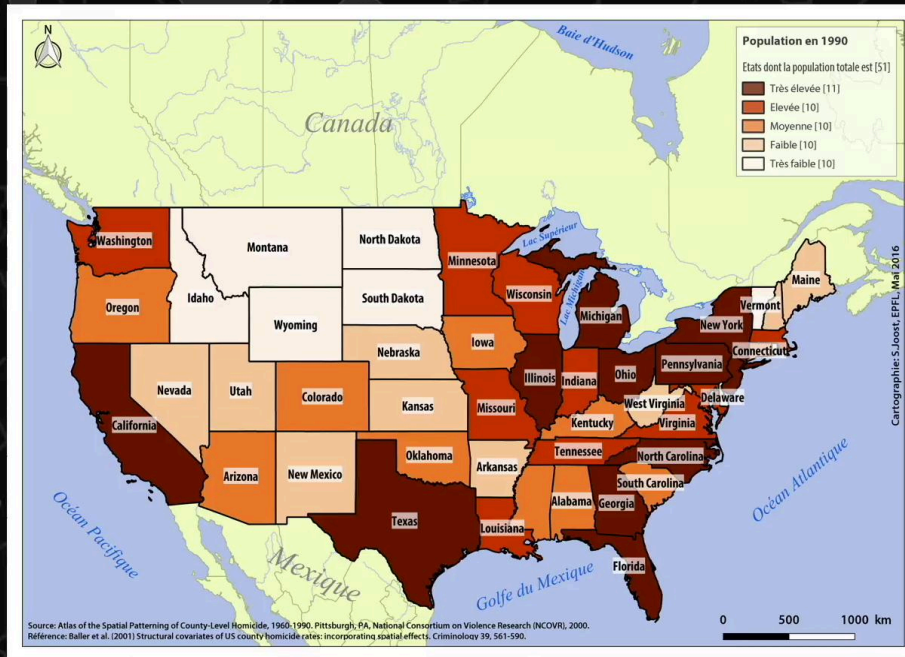 N
Baie d'Hudson
Population en 1990
Etats dont la population totale est [51]
Très élevée [11]
Elevée [10]
Moyenne [10]
Faible [10]
Très faible [10]
Canada
Washington
Montana
North Dakota
Minnesota
Lac Supérieur
Maine
Oregon
Idaho
South Dakota
Wisconsin
Lac Michigan
Michigan
Vermont
New York
Wyoming
Nebraska
Iowa
Connecticut
Pennsylvania
Nevada
Utah
Colorado
Kansas
Illinois
Indiana
Ohio
Delaware
West Virginia
Virginia
California
Missouri
Kentucky
Arizona
New Mexico
Oklahoma
Arkansas
Tennessee
North Carolina
South Carolina
Texas
Louisiana
Alabama
Georgia
Florida
Océan Pacifique
Océan Atlantique
Mexique
Golfe du Mexique
Cartographie: S.Joost, EPFL, Mai 2016
Source: Atlas of the Spatial Patterning of County-Level Homicide, 1960-1990. Pittsburgh, PA, National Consortium on Violence Research (NCOVR), 2000.
Référence: Baller et al. (2001) Structural covariates of US county homicide rates: incorporating spatial effects. Criminology 39, 561-590.
0 500 1000 km